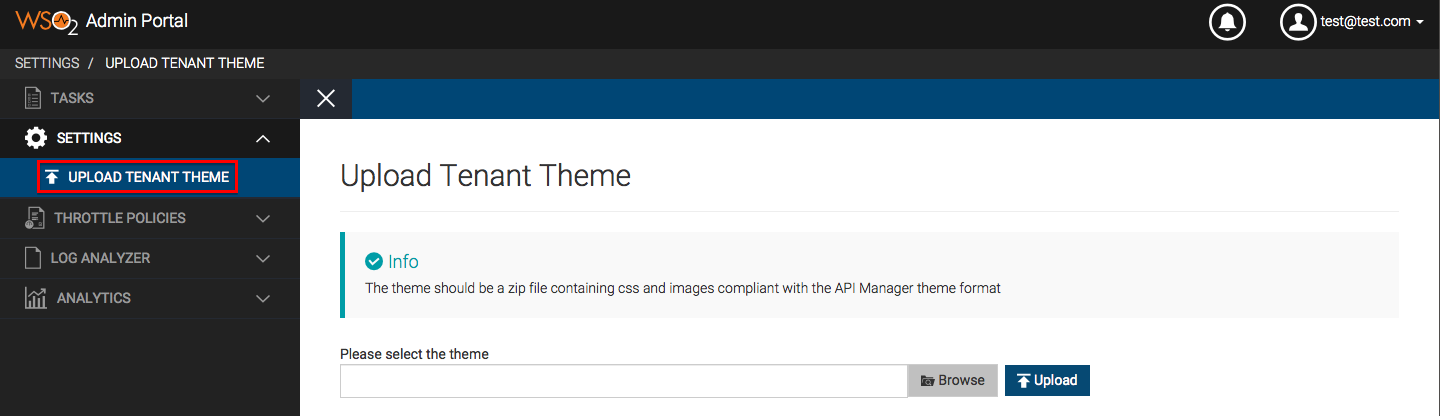 WSO2 Admin Portal
test@test.com
SETTINGS / UPLOAD TENANT THEME
TASKS
SETTINGS
UPLOAD TENANT THEME
THROTTLE POLICIES
LOG ANALYZER
ANALYTICS
Upload Tenant Theme
Info
The theme should be a zip file containing css and images compliant with the API Manager theme format
Please select the theme
Browse
Upload